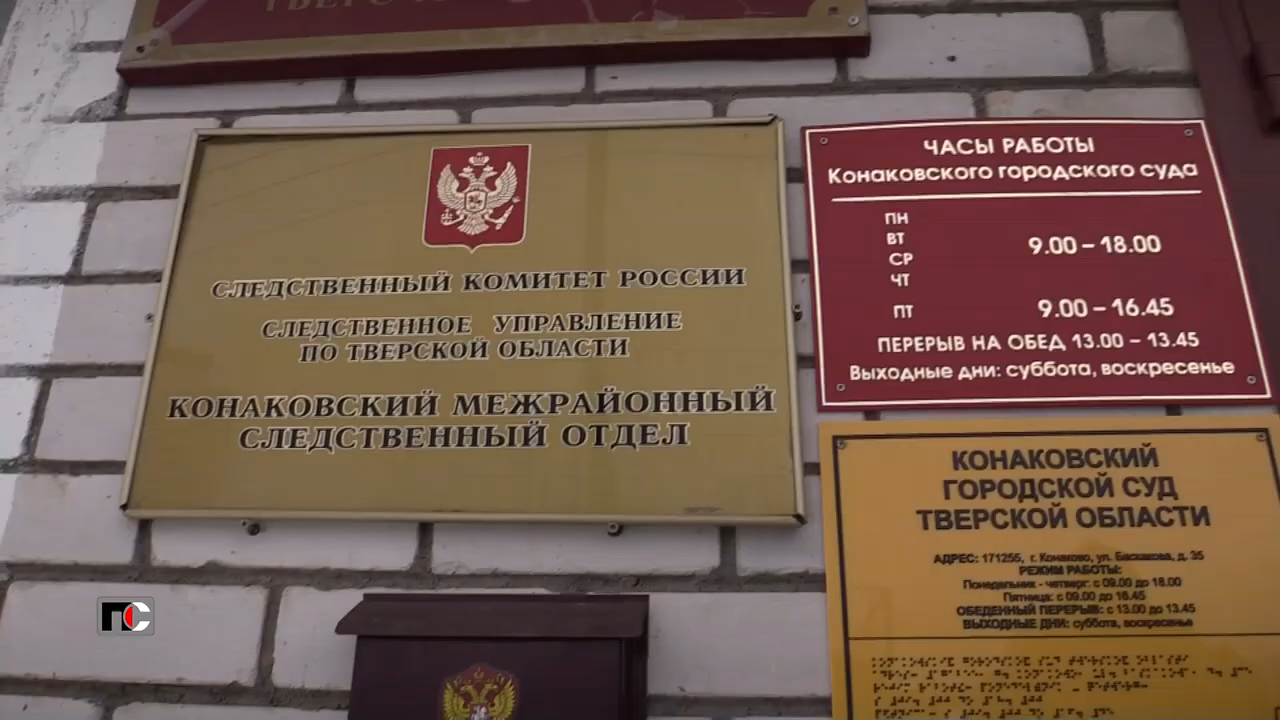 СЛЕДСТВЕННЫЙ КОМИТЕТ РОССИИ
СЛЕДСТВЕННОЕ УПРАВЛЕНИЕ
ПО ТВЕРСКОЙ ОБЛАСТИ
КОНАКОВСКИЙ МЕЖРАЙОННЫЙ
СЛЕДСТВЕННЫЙ ОТДЕЛ
ЧАСЫ РАБОТЫ
Конаковского городского суда
ПН
ВТ
9.00 – 18.00
СР
ЧТ
ПТ 9.00 – 16.45
ПЕРЕРЫВ НА ОБЕД 13.00 – 13.45
Выходные дни: суббота, воскресенье
КОНАКОВСКИЙ
ГОРОДСКОЙ СУД
ТВЕРСКОЙ ОБЛАСТИ
АДРЕС: 171255, г. Конаково, ул. Баскакова, д. 35
РЕЖИМ РАБОТЫ:
Понедельник - четверг: с 09.00 до 18.00
Пятница: с 09.00 до 16.45
ОБЕДЕННЫЙ ПЕРЕРЫВ: с 13.00 до 13.45
ВЫХОДНЫЕ ДНИ: суббота, воскресенье
ПС